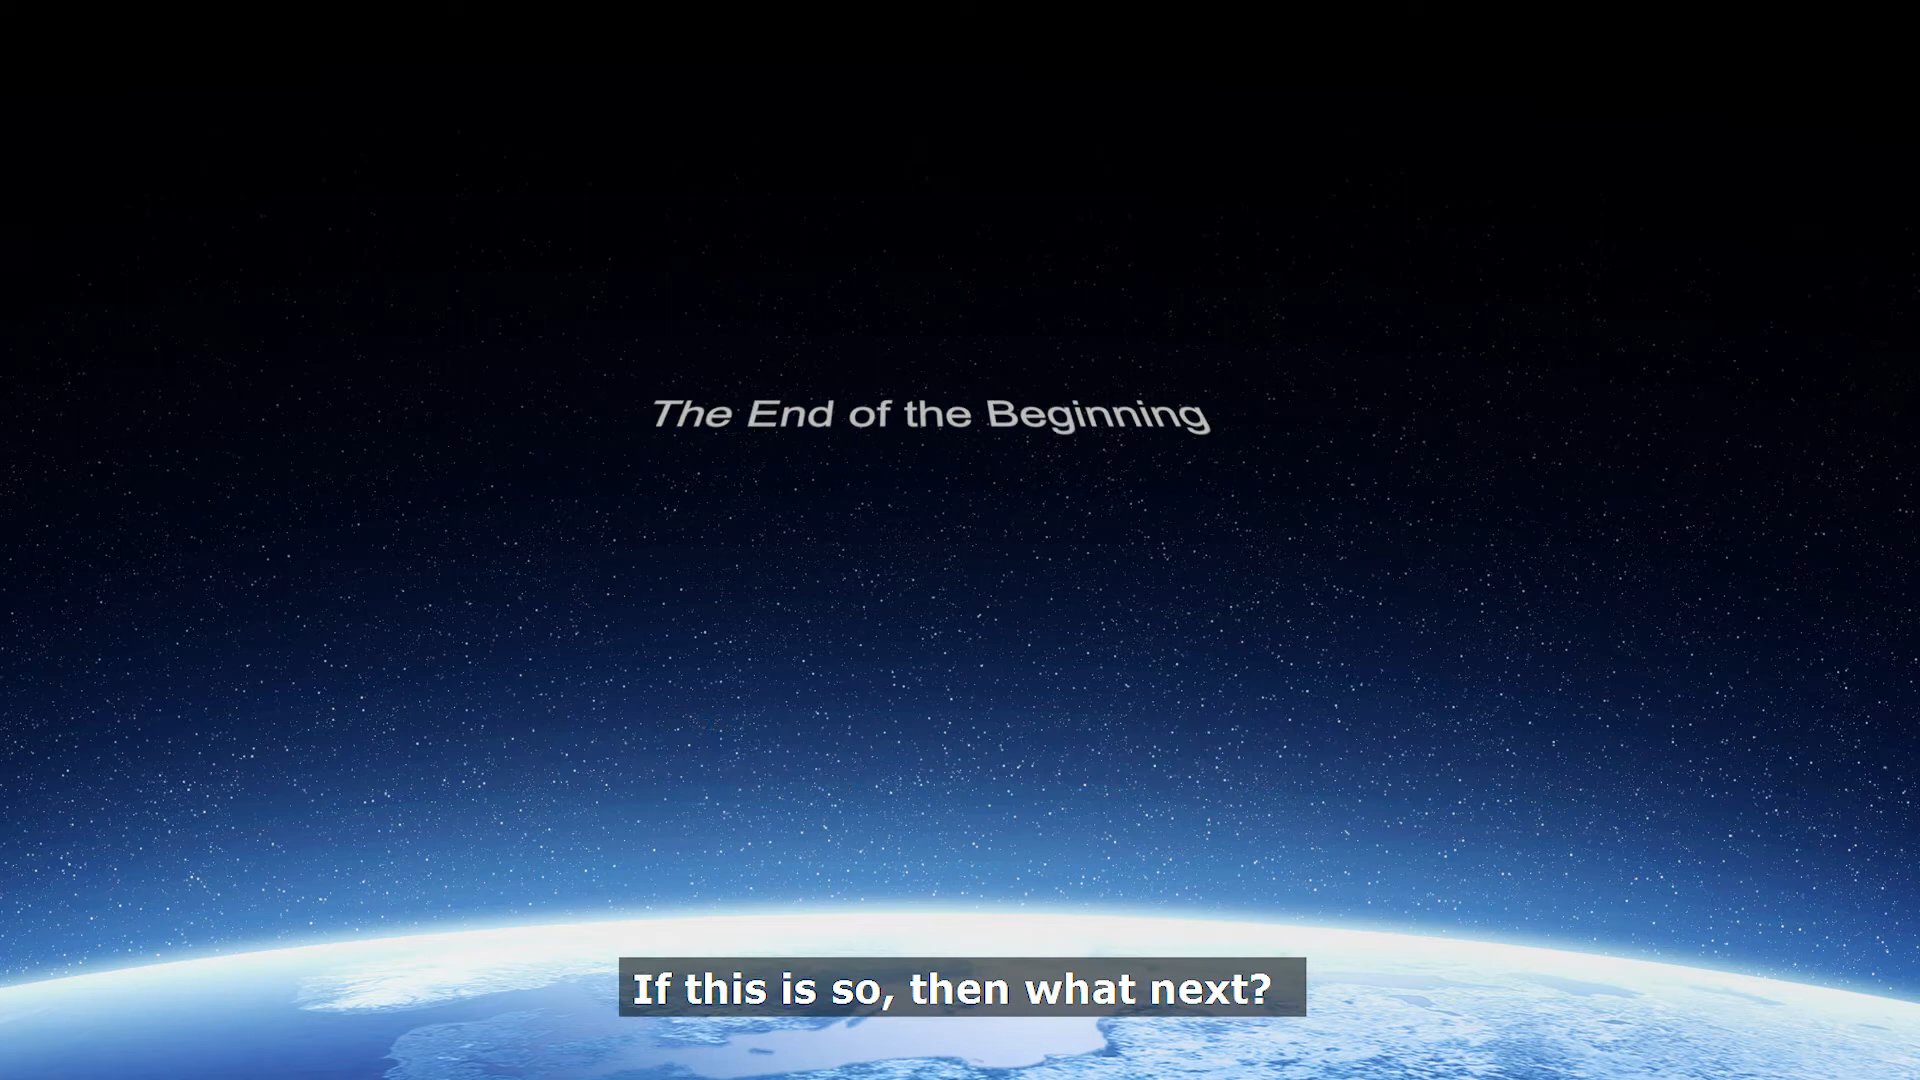 The End of the Beginning
If this is so, then what next?